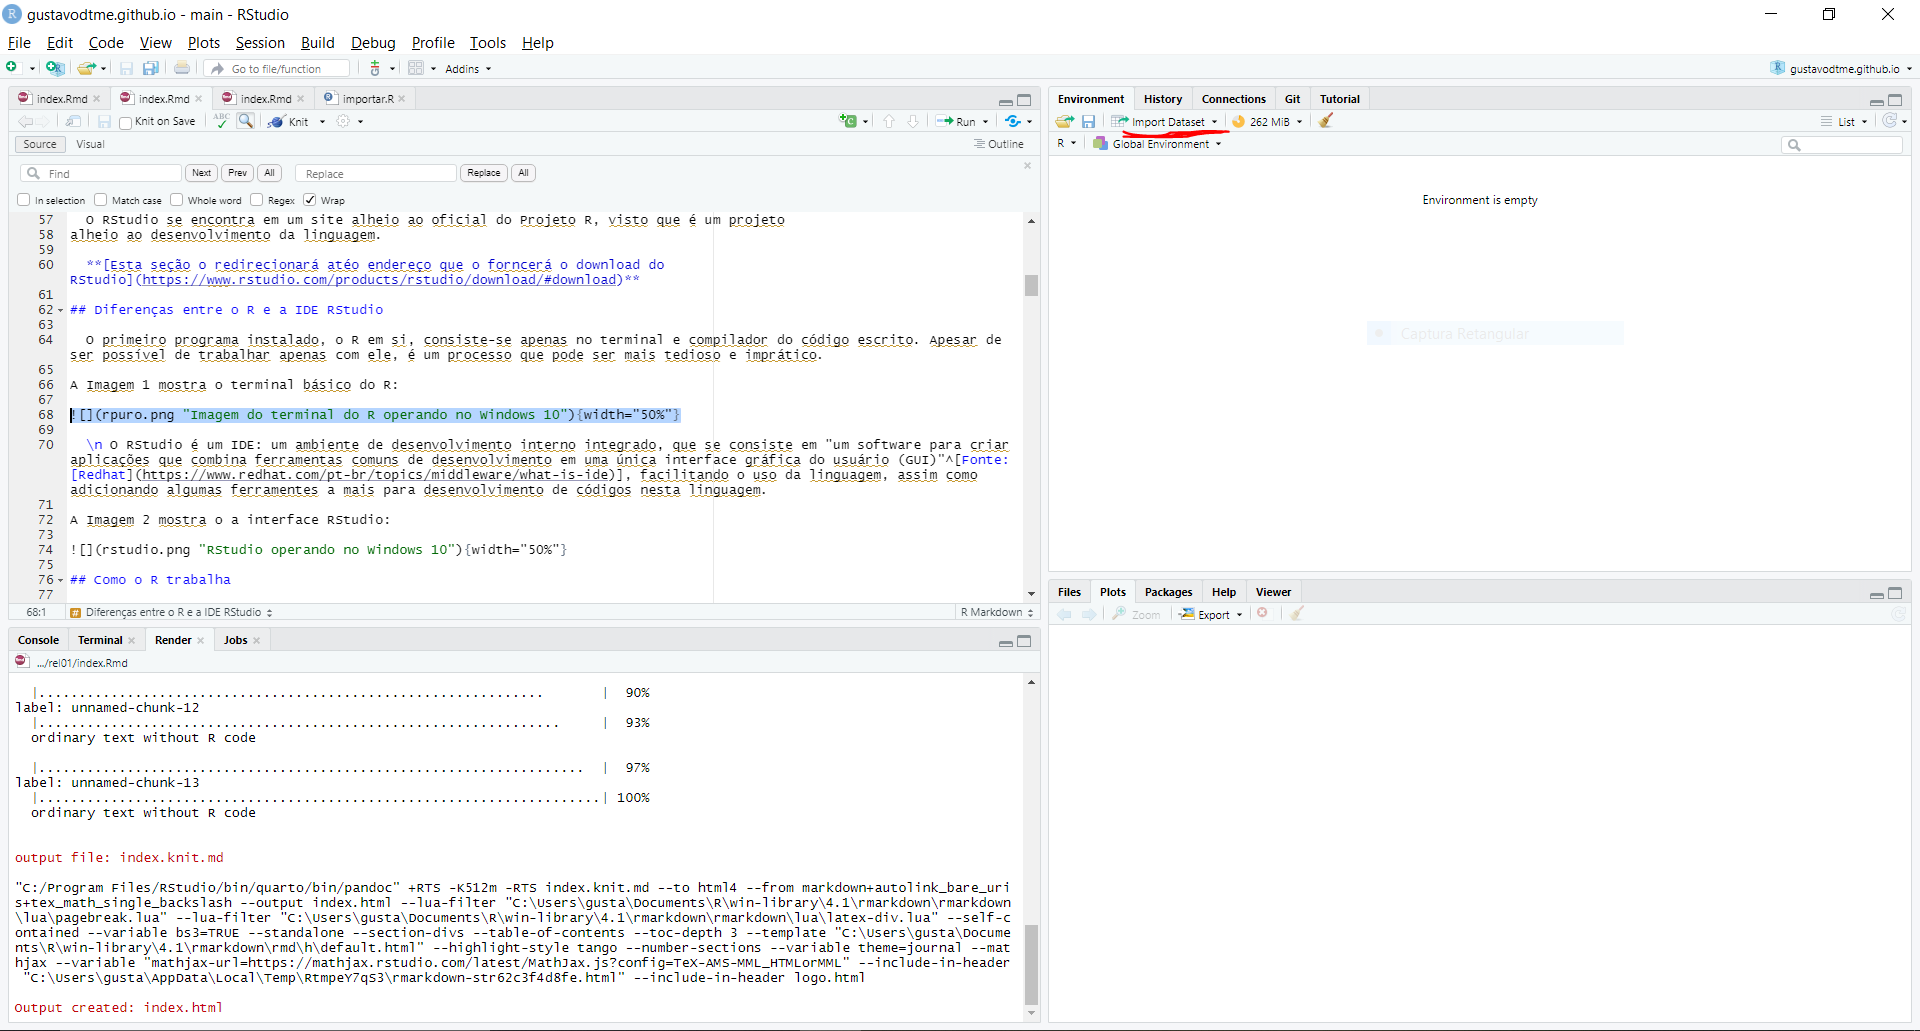 gustavodtme.github.io - main - RStudio
File Edit Code View Plots Session Build Debug Profile Tools Help
Go to file/function Addins gustavodtme.github.io
index.Rmd index.Rmd index.Rmd importar.R
Knit on Save ABC Knit Run
Source Visual Outline
Find Next Prev All Replace Replace All
In selection Match case Whole word Regex Wrap
57 O RStudio se encontra em um site alheio ao oficial do Projeto R, visto que é um projeto
58 alheio ao desenvolvimento da linguagem.
59
60 **[Esta seção o redirecionará atéo endereço que o forncerá o download do
RStudio](https://www.rstudio.com/products/rstudio/download/#download)**
61
62 ## Diferenças entre o R e a IDE RStudio
63
64 O primeiro programa instalado, o R em si, consiste-se apenas no terminal e compilador do código escrito. Apesar de
ser possível de trabalhar apenas com ele, é um processo que pode ser mais tedioso e imprático.
65
66 A Imagem 1 mostra o terminal básico do R:
67
68 ![](rpuro.png "Imagem do terminal do R operando no Windows 10"){width="50%"}
69
70 \n O RStudio é um IDE: um ambiente de desenvolvimento interno integrado, que se consiste em "um software para criar
aplicações que combina ferramentas comuns de desenvolvimento em uma única interface gráfica do usuário (GUI)"^[Fonte:
[Redhat](https://www.redhat.com/pt-br/topics/middleware/what-is-ide)], facilitando o uso da linguagem, assim como
adicionando algumas ferramentes a mais para desenvolvimento de códigos nesta linguagem.
71
72 A Imagem 2 mostra o a interface RStudio:
73
74 ![](rstudio.png "RStudio operando no Windows 10"){width="50%"}
75
76 ## Como o R trabalha
77
68:1 # Diferenças entre o R e a IDE RStudio R Markdown
Console Terminal Render Jobs
.../rel01/index.Rmd
|............................................................... | 90%
label: unnamed-chunk-12
|................................................................. | 93%
ordinary text without R code
|.................................................................... | 97%
label: unnamed-chunk-13
|......................................................................| 100%
ordinary text without R code
output file: index.knit.md
"C:/Program Files/RStudio/bin/quarto/bin/pandoc" +RTS -K512m -RTS index.knit.md --to html4 --from markdown+autolink_bare_uri
s+tex_math_single_backslash --output index.html --lua-filter "C:\Users\gusta\Documents\R\win-library\4.1\rmarkdown\rmarkdown
\lua\pagebreak.lua" --lua-filter "C:\Users\gusta\Documents\R\win-library\4.1\rmarkdown\rmarkdown\lua\latex-div.lua" --self-c
ontained --variable bs3=TRUE --standalone --section-divs --table-of-contents --toc-depth 3 --template "C:\Users\gusta\Docume
nts\R\win-library\4.1\rmarkdown\rmd\h\default.html" --highlight-style tango --number-sections --variable theme=journal --mat
hjax --variable "mathjax-url=https://mathjax.rstudio.com/latest/MathJax.js?config=TeX-AMS-MML_HTMLorMML" --include-in-header
"C:\Users\gusta\AppData\Local\Temp\RtmpeY7qS3\rmarkdown-str62c3f4d8fe.html" --include-in-header logo.html
Output created: index.html
Environment History Connections Git Tutorial
Import Dataset 262 MiB List
R Global Environment
Environment is empty
Captura Retangular
Files Plots Packages Help Viewer
Zoom Export